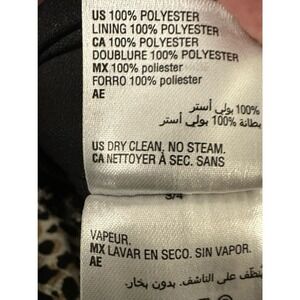 US 100% POLYESTER
LINING 100% POLYESTER
CA 100% POLYESTER
DOUBLURE 100% POLYESTER
MX 100% poliester
FORRO 100% poliester
AE
100% بولي أستر
بطانة 100% بولي أستر
US DRY CLEAN, NO STEAM.
CA NETTOYER À SEC. SANS
3/4
VAPEUR.
MX LAVAR EN SECO. SIN VAPOR.
AE
ينظف على الناشف. بدون بخار.